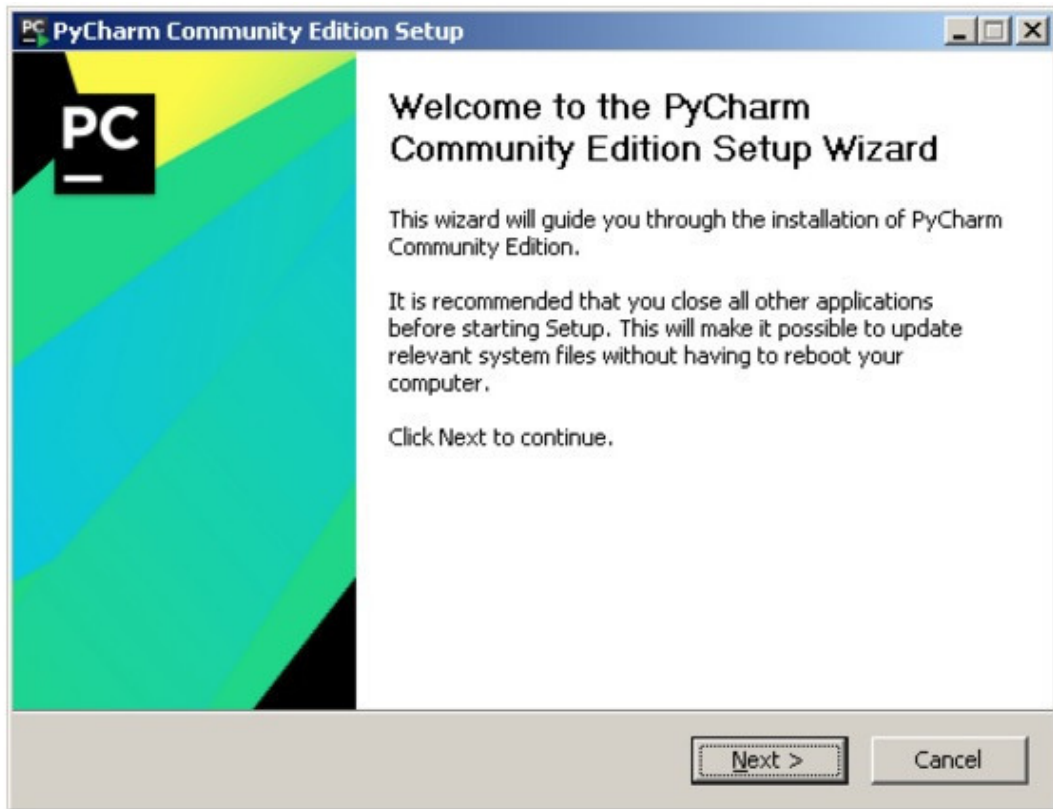 PC PyCharm Community Edition Setup
PC
Welcome to the PyCharm
Community Edition Setup Wizard
This wizard will guide you through the installation of PyCharm
Community Edition.
It is recommended that you close all other applications
before starting Setup. This will make it possible to update
relevant system files without having to reboot your
computer.
Click Next to continue.
Next > Cancel